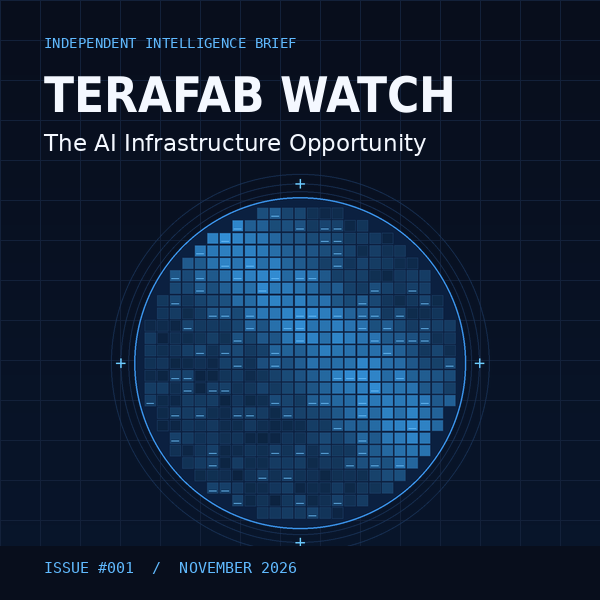 INDEPENDENT INTELLIGENCE BRIEF
TERAFAB WATCH
The AI Infrastructure Opportunity
ISSUE #001 / NOVEMBER 2026